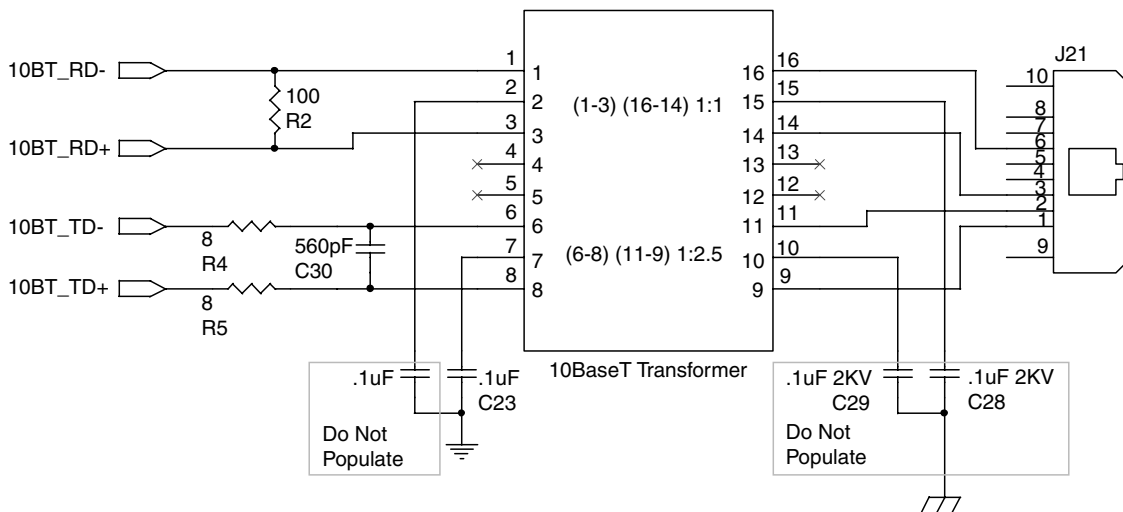 10BT_RD-
100
R2
10BT_RD+
10BT_TD-
8
R4
560pF
C30
10BT_TD+
8
R5
1 1
2 2
3 3
4 4
5 5
6 6
7 7
8 8
(1-3) (16-14) 1:1
(6-8) (11-9) 1:2.5
16 16
15 15
14 14
13 13
12 12
11 11
10 10
9 9
10BaseT Transformer
J21
10
8
7
6
5
4
3
2
1
9
.1uF
.1uF
C23
Do Not
Populate
.1uF 2KV
C29
.1uF 2KV
C28
Do Not
Populate